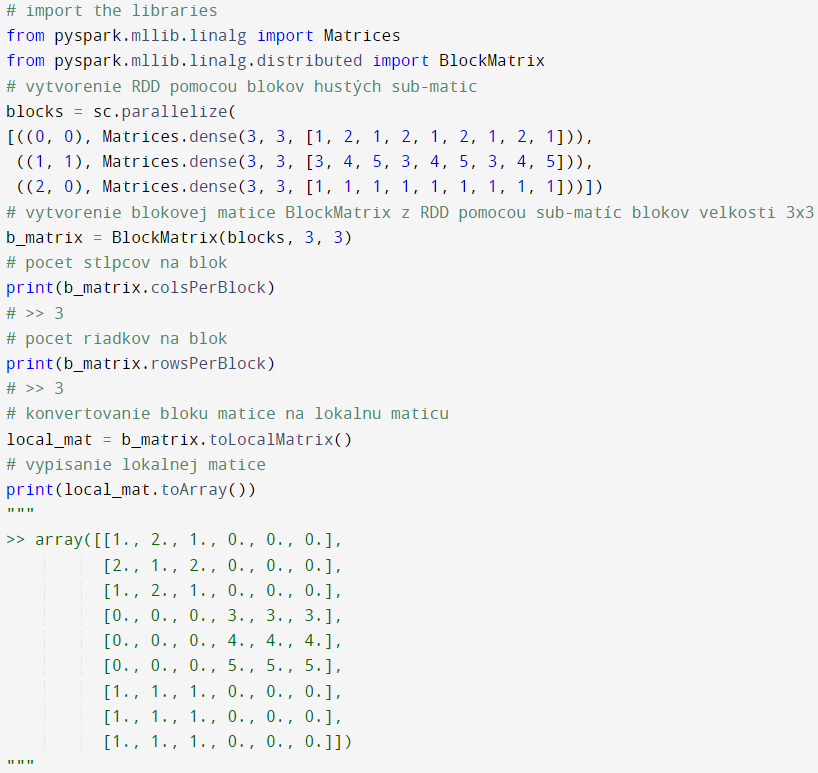 # import the libraries
from pyspark.mllib.linalg import Matrices
from pyspark.mllib.linalg.distributed import BlockMatrix
# vytvorenie RDD pomocou blokov hustých sub-matic
blocks = sc.parallelize(
[((0, 0), Matrices.dense(3, 3, [1, 2, 1, 2, 1, 2, 1, 2, 1])),
 ((1, 1), Matrices.dense(3, 3, [3, 4, 5, 3, 4, 5, 3, 4, 5])),
 ((2, 0), Matrices.dense(3, 3, [1, 1, 1, 1, 1, 1, 1, 1, 1]))])
# vytvorenie blokovej matice BlockMatrix z RDD pomocou sub-matíc blokov velkosti 3x3
b_matrix = BlockMatrix(blocks, 3, 3)
# pocet stlpcov na blok
print(b_matrix.colsPerBlock)
# >> 3
# pocet riadkov na blok
print(b_matrix.rowsPerBlock)
# >> 3
# konvertovanie bloku matice na lokalnu maticu
local_mat = b_matrix.toLocalMatrix()
# vypisanie lokalnej matice
print(local_mat.toArray())
"""
>> array([[1., 2., 1., 0., 0., 0.],
          [2., 1., 2., 0., 0., 0.],
          [1., 2., 1., 0., 0., 0.],
          [0., 0., 0., 3., 3., 3.],
          [0., 0., 0., 4., 4., 4.],
          [0., 0., 0., 5., 5., 5.],
          [1., 1., 1., 0., 0., 0.],
          [1., 1., 1., 0., 0., 0.],
          [1., 1., 1., 0., 0., 0.]])
"""